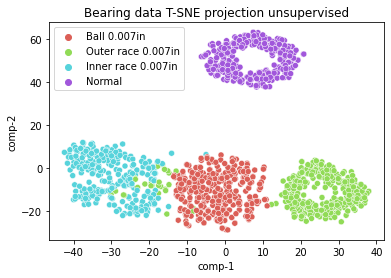 Bearing data T-SNE projection unsupervised
Ball 0.007in
Outer race 0.007in
Inner race 0.007in
Normal
60
40
20
0
−20
comp-2
−40 −30 −20 −10 0 10 20 30 40
comp-1